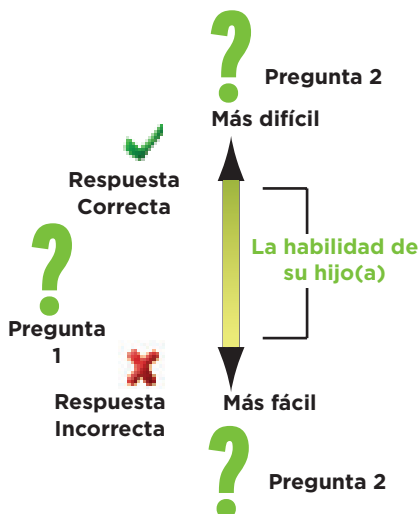 ?
Pregunta 2
Más difícil
Respuesta
Correcta
?
La habilidad de
su hijo(a)
Pregunta
1
Respuesta
Incorrecta
Más fácil
?
Pregunta 2